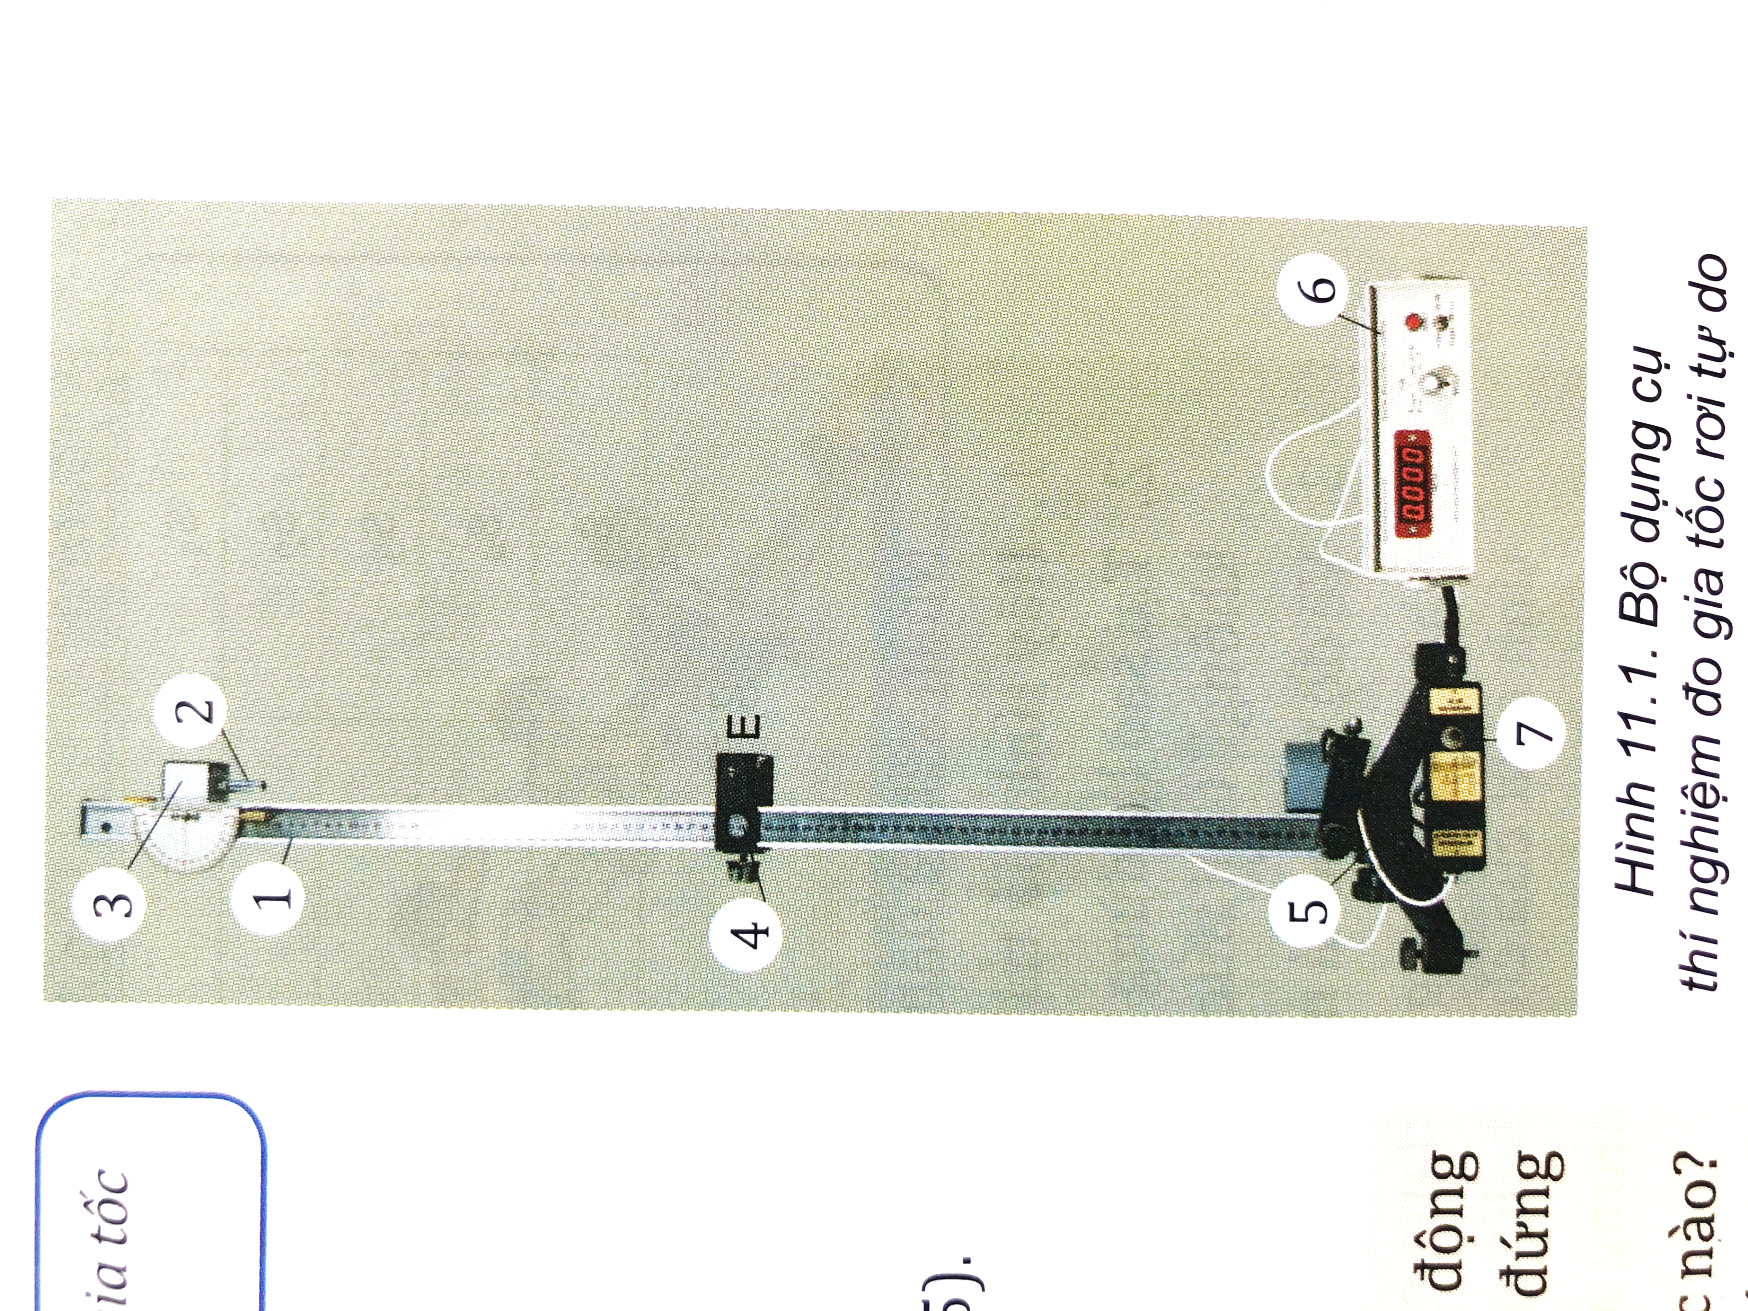 gia tốc
5).
động
đứng
nào?
3
2
1
4
E
5
6
0.000
7
Hình 11.1. Bộ dụng cụ
thí nghiệm đo gia tốc rơi tự do